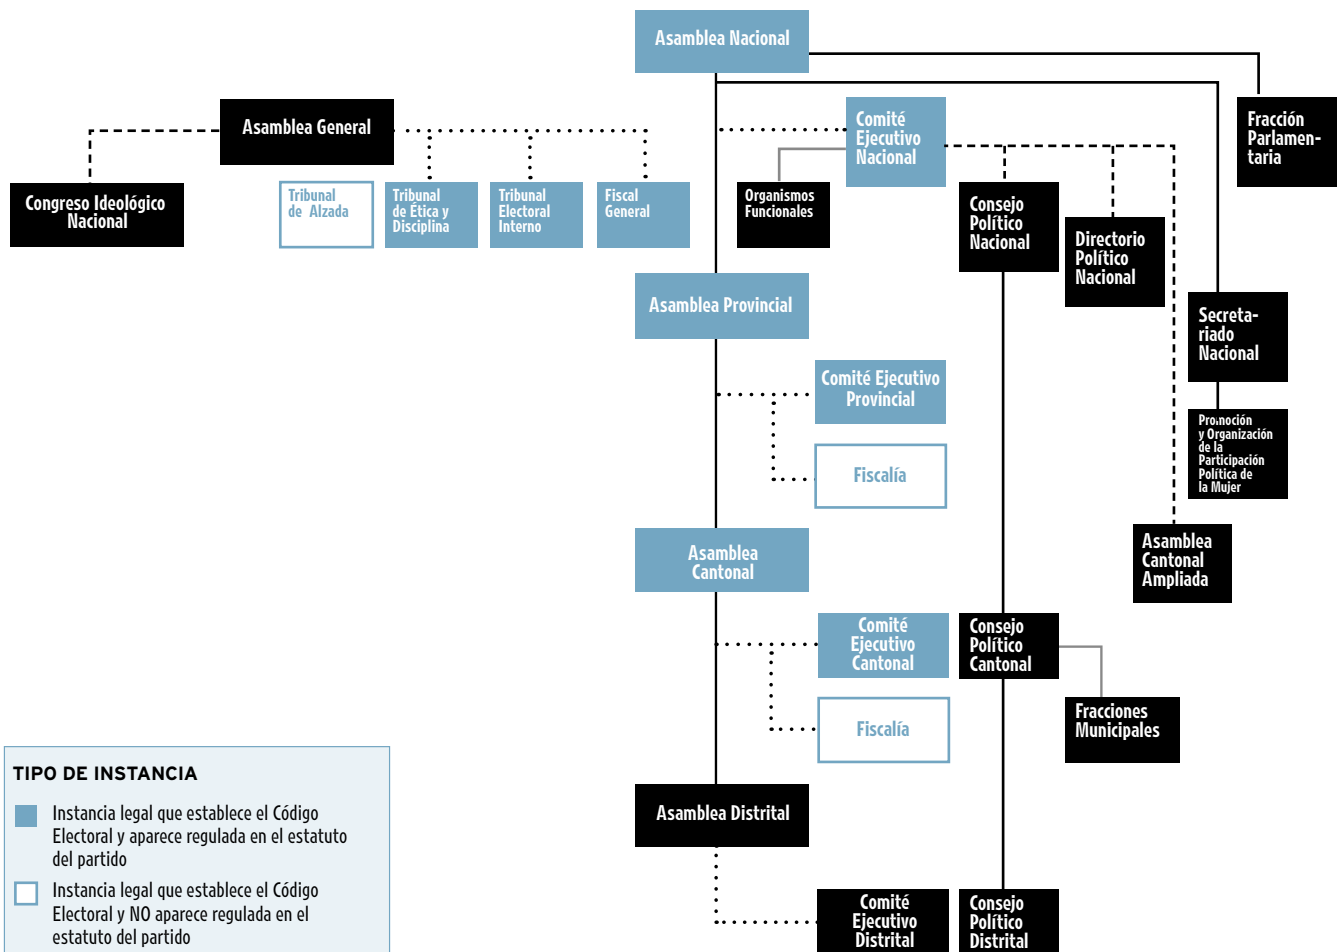 Asamblea Nacional
Asamblea General
Comité
Ejecutivo
Nacional
Fracción
Parlamen-
taria
Congreso Ideológico
Nacional
Tribunal
de Alzada
Tribunal
de Ética y
Disciplina
Tribunal
Electoral
Interno
Fiscal
General
Organismos
Funcionales
Consejo
Político
Nacional
Directorio
Político
Nacional
Asamblea Provincial
Secreta-
riado
Nacional
Comité Ejecutivo
Provincial
Promoción
y Organización
de la
Participación
Política de
la Mujer
Fiscalía
Asamblea
Cantonal
Asamblea
Cantonal
Ampliada
Comité
Ejecutivo
Cantonal
Consejo
Político
Cantonal
Fiscalía
Fracciones
Municipales
Asamblea Distrital
Comité
Ejecutivo
Distrital
Consejo
Político
Distrital
TIPO DE INSTANCIA
Instancia legal que establece el Código
Electoral y aparece regulada en el estatuto
del partido
Instancia legal que establece el Código
Electoral y NO aparece regulada en el
estatuto del partido